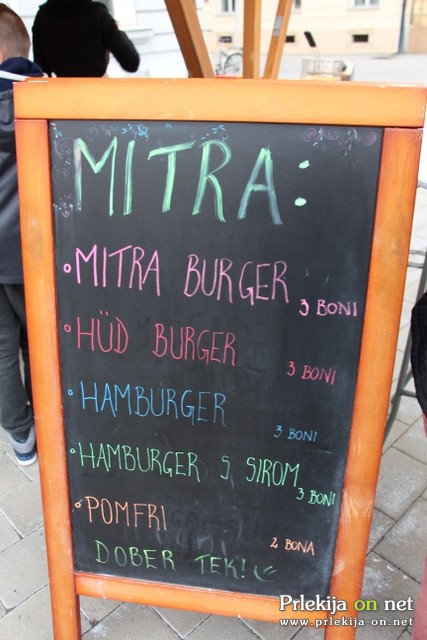 MITRA:
MITRA BURGER
3 BONI
HÜD BURGER
3 BONI
HAMBURGER
3 BONI
HAMBURGER S SIROM
3 BONI
POMFRI
2 BONA
DOBER TEK!
Prlekija on net
www.prlekija-on.net